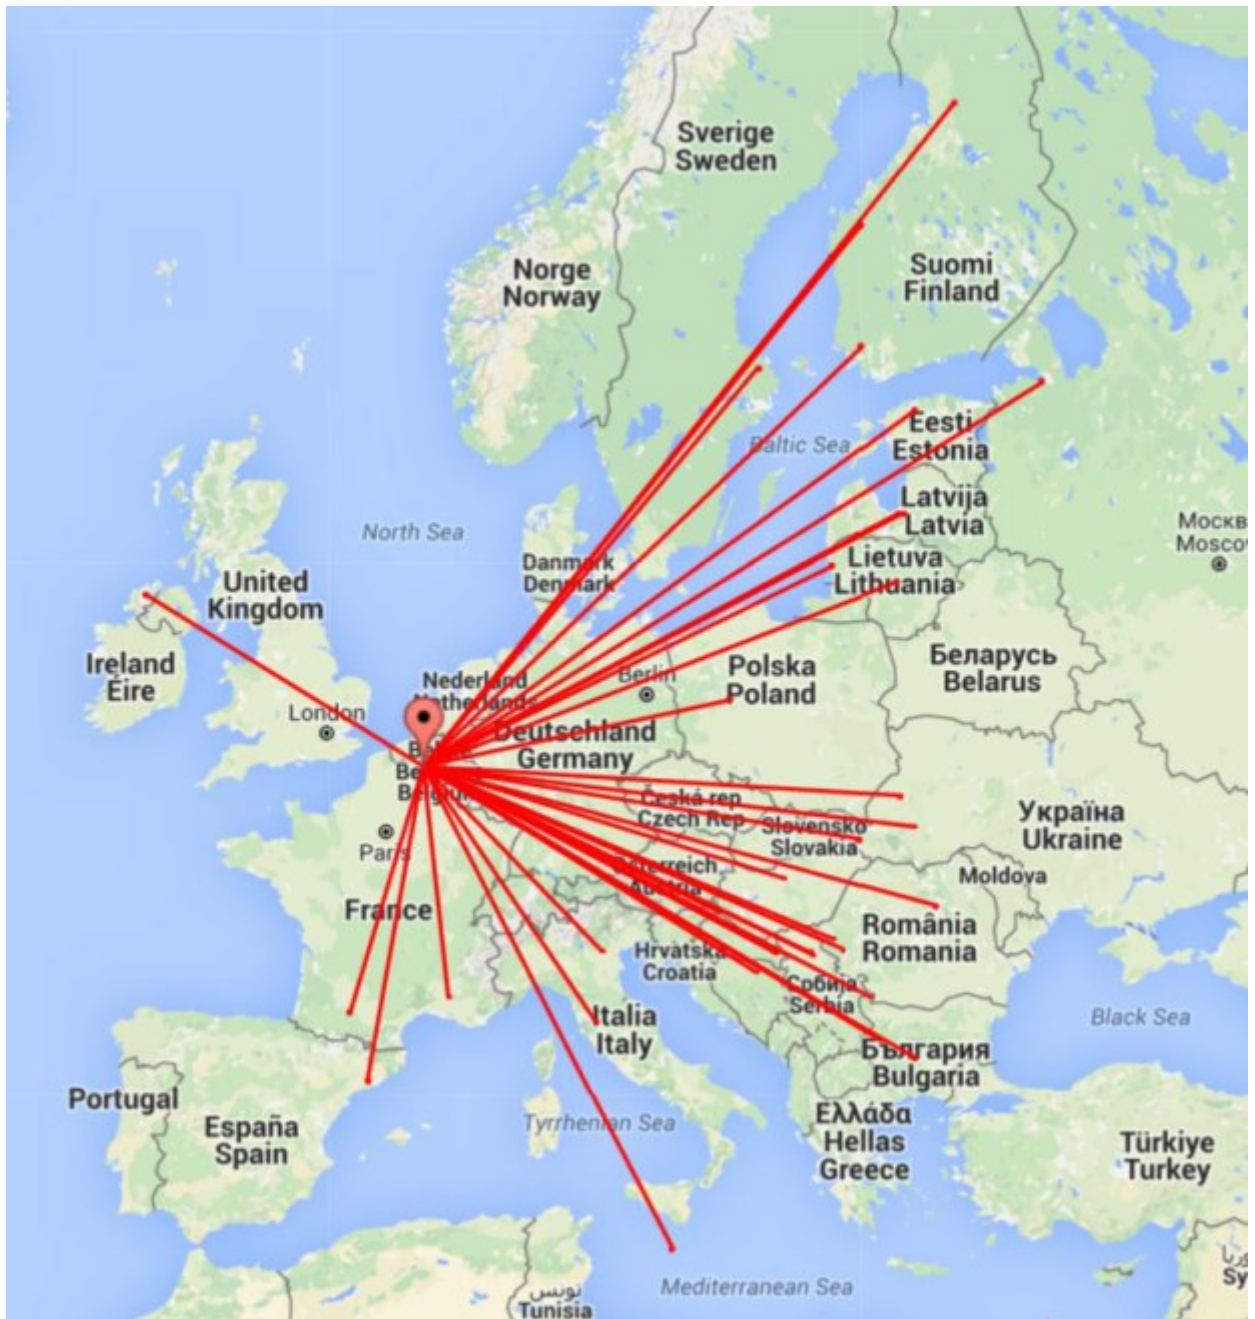 Sverige
Sweden
Norge
Norway
Suomi
Finland
Eesti
Estonia
Baltic Sea
Latvija
Latvia
North Sea
Москв
Moscov
Danmark
Denmark
Lietuva
Lithuania
United
Kingdom
Беларусь
Belarus
Ireland
Éire
Polska
Poland
Nederland
Netherlands
Berlin
London
Deutschland
Germany
Česká rep
Czech Rep
Україна
Ukraine
Slovensko
Slovakia
Paris
Österreich
Austria
Moldova
France
România
Romania
Hrvatska
Croatia
Србија
Serbia
Italia
Italy
Black Sea
България
Bulgaria
Portugal
España
Spain
Tyrrhenian Sea
Ελλάδα
Hellas
Greece
Türkiye
Turkey
Mediterranean Sea
تونس
Tunisia
Sy